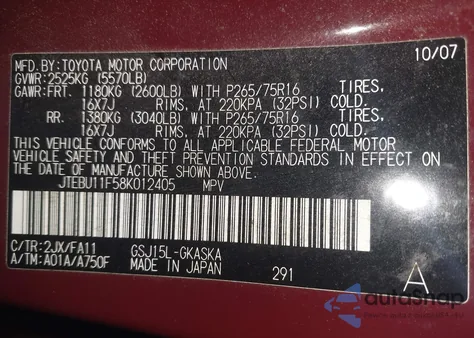 MFD.BY:TOYOTA MOTOR CORPORATION 10/07
GVWR:2525KG (5570LB)
GAWR:FRT. 1180KG (2600LB) WITH P265/75R16 TIRES,
16X7J RIMS, AT 220KPA (32PSI) COLD.
RR. 1380KG (3040LB) WITH P265/75R16 TIRES,
16X7J RIMS, AT 220KPA (32PSI) COLD.
THIS VEHICLE CONFORMS TO ALL APPLICABLE FEDERAL MOTOR
VEHICLE SAFETY AND THEFT PREVENTION STANDARDS IN EFFECT ON
THE DATE OF MANUFACTURE SHOWN ABOVE.
JTEBU11F58K012405 MPV
C/TR:2JX/FA11 GSJ15L-GKASKA
A/TM:A01A/A750F MADE IN JAPAN 291 A
autoSnap